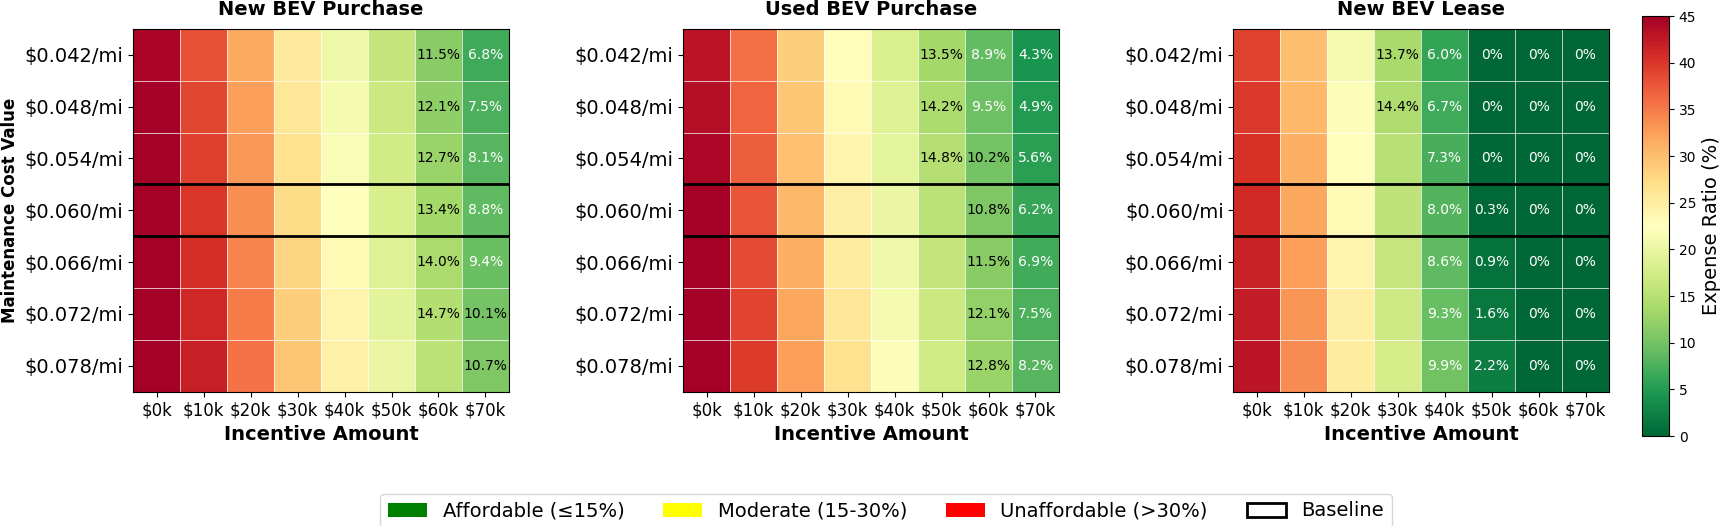 New BEV Purchase
Used BEV Purchase
New BEV Lease
Maintenance Cost Value
$0.042/mi 11.5% 6.8%
$0.048/mi 12.1% 7.5%
$0.054/mi 12.7% 8.1%
$0.060/mi 13.4% 8.8%
$0.066/mi 14.0% 9.4%
$0.072/mi 14.7% 10.1%
$0.078/mi 10.7%
$0k $10k $20k $30k $40k $50k $60k $70k
Incentive Amount
$0.042/mi 13.5% 8.9% 4.3%
$0.048/mi 14.2% 9.5% 4.9%
$0.054/mi 14.8% 10.2% 5.6%
$0.060/mi 10.8% 6.2%
$0.066/mi 11.5% 6.9%
$0.072/mi 12.1% 7.5%
$0.078/mi 12.8% 8.2%
$0k $10k $20k $30k $40k $50k $60k $70k
Incentive Amount
$0.042/mi 13.7% 6.0% 0% 0% 0%
$0.048/mi 14.4% 6.7% 0% 0% 0%
$0.054/mi 7.3% 0% 0% 0%
$0.060/mi 8.0% 0.3% 0% 0%
$0.066/mi 8.6% 0.9% 0% 0%
$0.072/mi 9.3% 1.6% 0% 0%
$0.078/mi 9.9% 2.2% 0% 0%
$0k $10k $20k $30k $40k $50k $60k $70k
Incentive Amount
45
40
35
30
25
20
15
10
5
0
Expense Ratio (%)
Affordable (≤15%) Moderate (15-30%) Unaffordable (>30%) Baseline